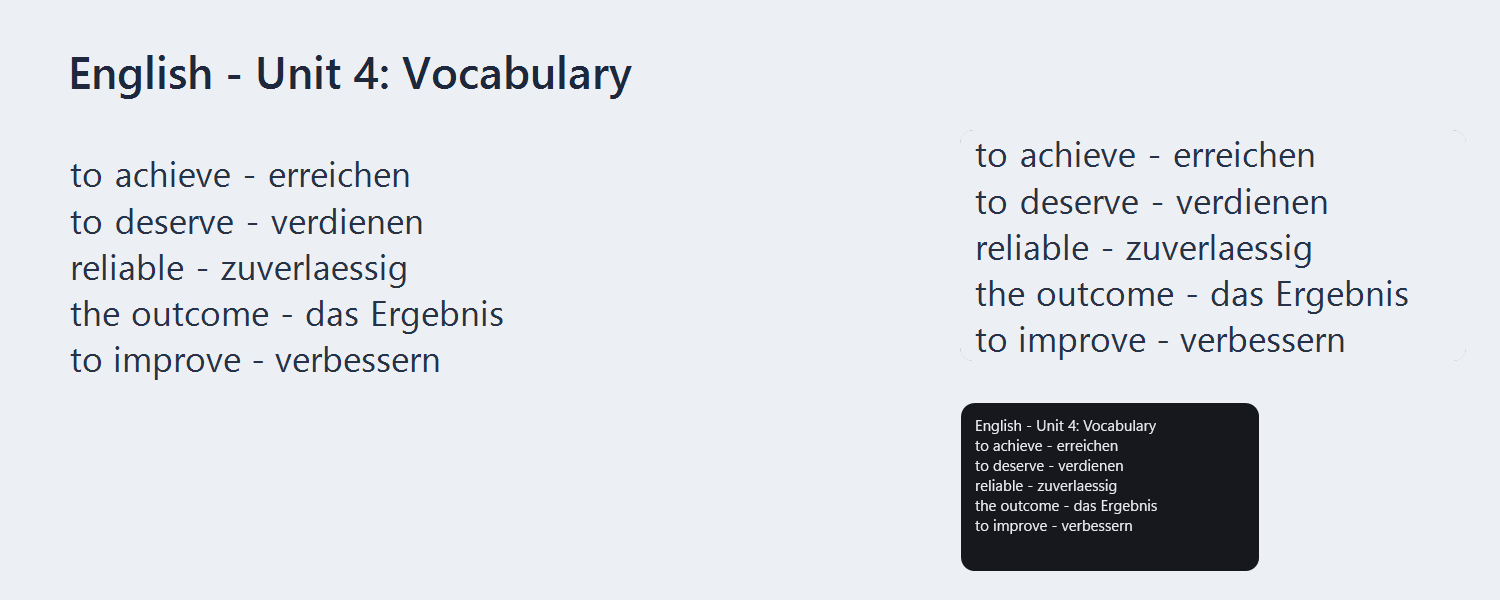 English - Unit 4: Vocabulary
to achieve - erreichen
to deserve - verdienen
reliable - zuverlaessig
the outcome - das Ergebnis
to improve - verbessern
to achieve - erreichen
to deserve - verdienen
reliable - zuverlaessig
the outcome - das Ergebnis
to improve - verbessern
English - Unit 4: Vocabulary
to achieve - erreichen
to deserve - verdienen
reliable - zuverlaessig
the outcome - das Ergebnis
to improve - verbessern